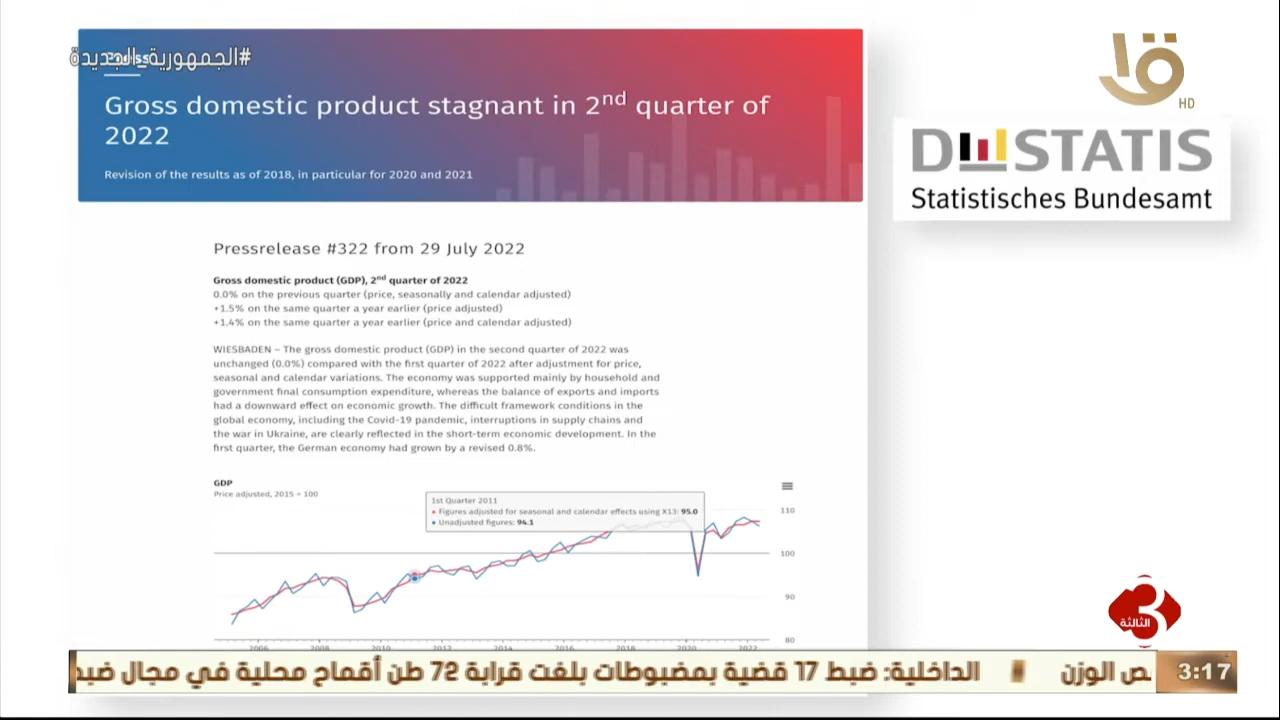 #الجمهورية_الجديدة
Gross domestic product stagnant in 2nd quarter of
2022
Revision of the results as of 2018, in particular for 2020 and 2021
HD
DESTATIS
Statistisches Bundesamt
Pressrelease #322 from 29 July 2022
Gross domestic product (GDP), 2nd quarter of 2022
0.0% on the previous quarter (price, seasonally and calendar adjusted)
+1.5% on the same quarter a year earlier (price adjusted)
+1.4% on the same quarter a year earlier (price and calendar adjusted)
WIESBADEN – The gross domestic product (GDP) in the second quarter of 2022 was
unchanged (0.0%) compared with the first quarter of 2022 after adjustment for price,
seasonal and calendar variations. The economy was supported mainly by household and
government final consumption expenditure, whereas the balance of exports and imports
had a downward effect on economic growth. The difficult framework conditions in the
global economy, including the Covid-19 pandemic, interruptions in supply chains and
the war in Ukraine, are clearly reflected in the short-term economic development. In the
first quarter, the German economy had grown by a revised 0.8%.
GDP
Price adjusted, 2015 = 100
1st Quarter 2011
• Figures adjusted for seasonal and calendar effects using X13: 95.0
• Unadjusted figures: 94.1
110
100
90
80
2006 2008 2010 2012 2014 2016 2018 2020 2022
3
الثالثة
ص الوزن
الداخلية: ضبط 17 قضية بمضبوطات بلغت قرابة 72 طن أقماح محلية في مجال ضبط
3:17